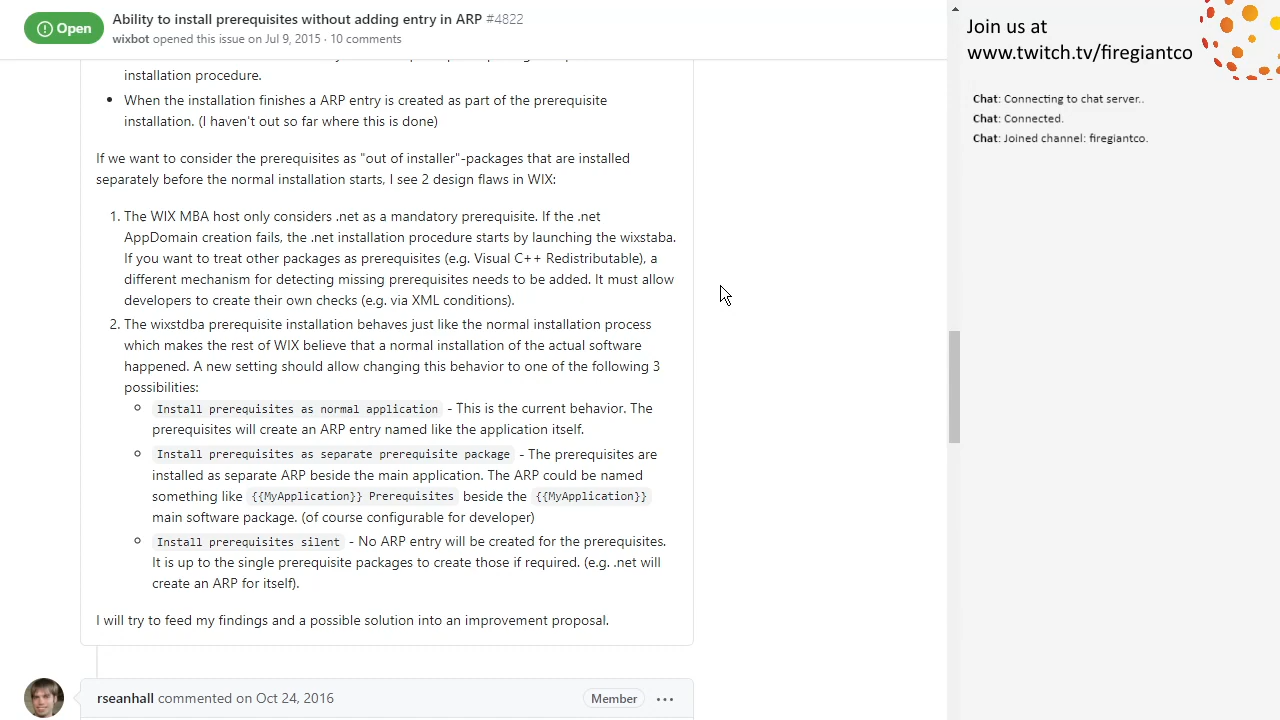 Open
Ability to install prerequisites without adding entry in ARP #4822
wixbot opened this issue on Jul 9, 2015 · 10 comments
installation procedure.
• When the installation finishes a ARP entry is created as part of the prerequisite
installation. (I haven't out so far where this is done)
If we want to consider the prerequisites as "out of installer"-packages that are installed
separately before the normal installation starts, I see 2 design flaws in WIX:
1. The WIX MBA host only considers .net as a mandatory prerequisite. If the .net
AppDomain creation fails, the .net installation procedure starts by launching the wixstaba.
If you want to treat other packages as prerequisites (e.g. Visual C++ Redistributable), a
different mechanism for detecting missing prerequisites needs to be added. It must allow
developers to create their own checks (e.g. via XML conditions).
2. The wixstdba prerequisite installation behaves just like the normal installation process
which makes the rest of WIX believe that a normal installation of the actual software
happened. A new setting should allow changing this behavior to one of the following 3
possibilities:
Install prerequisites as normal application - This is the current behavior. The
prerequisites will create an ARP entry named like the application itself.
Install prerequisites as separate prerequisite package - The prerequisites are
installed as separate ARP beside the main application. The ARP could be named
something like {{MyApplication}} Prerequisites beside the {{MyApplication}}
main software package. (of course configurable for developer)
Install prerequisites silent - No ARP entry will be created for the prerequisites.
It is up to the single prerequisite packages to create those if required. (e.g. .net will
create an ARP for itself).
I will try to feed my findings and a possible solution into an improvement proposal.
rseanhall commented on Oct 24, 2016
Member ...
Join us at
www.twitch.tv/firegiantco
Chat: Connecting to chat server..
Chat: Connected.
Chat: Joined channel: firegiantco.